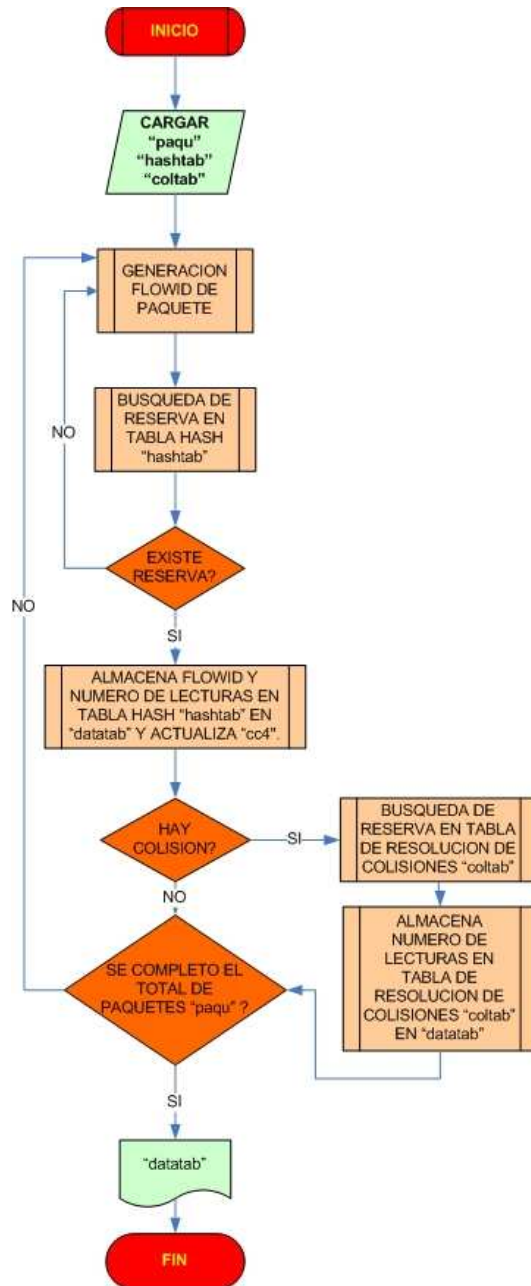 INICIO
CARGAR
“paqu”
“hashtab”
“coltab”
GENERACION
FLOWID DE
PAQUETE
BUSQUEDA DE
RESERVA EN
TABLA HASH
“hashtab”
NO
EXISTE
RESERVA?
NO
SI
ALMACENA FLOWID Y
NUMERO DE LECTURAS EN
TABLA HASH “hashtab” EN
“datatab” Y ACTUALIZA “cc4”.
HAY
COLISION?
SI
BUSQUEDA DE
RESERVA EN TABLA
DE RESOLUCION DE
COLISIONES “coltab”
NO
ALMACENA
NUMERO DE
LECTURAS EN
TABLA DE
RESOLUCION DE
COLISIONES “coltab”
EN “datatab”
SE COMPLETO EL
TOTAL DE
PAQUETES “paqu” ?
SI
“datatab”
FIN